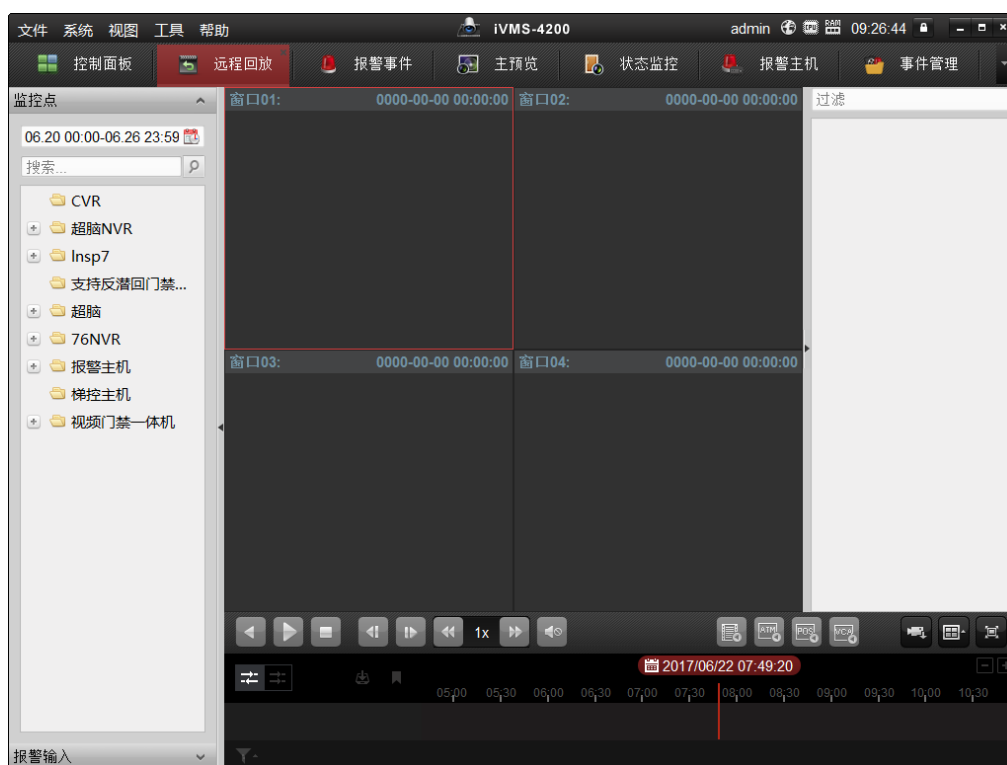 文件 系统 视图 工具 帮助 iVMS-4200 admin CPU RAM 09:26:44
控制面板 远程回放 报警事件 主预览 状态监控 报警主机 事件管理
监控点
06.20 00:00-06.26 23:59
搜索...
CVR
超脑NVR
Insp7
支持反潜回门禁...
超脑
76NVR
报警主机
梯控主机
视频门禁一体机
报警输入
窗口01: 0000-00-00 00:00:00
窗口02: 0000-00-00 00:00:00
窗口03: 0000-00-00 00:00:00
窗口04: 0000-00-00 00:00:00
过滤
1x ATM POS VCA
2017/06/22 07:49:20
05:00 05:30 06:00 06:30 07:00 07:30 08:00 08:30 09:00 09:30 10:00 10:30